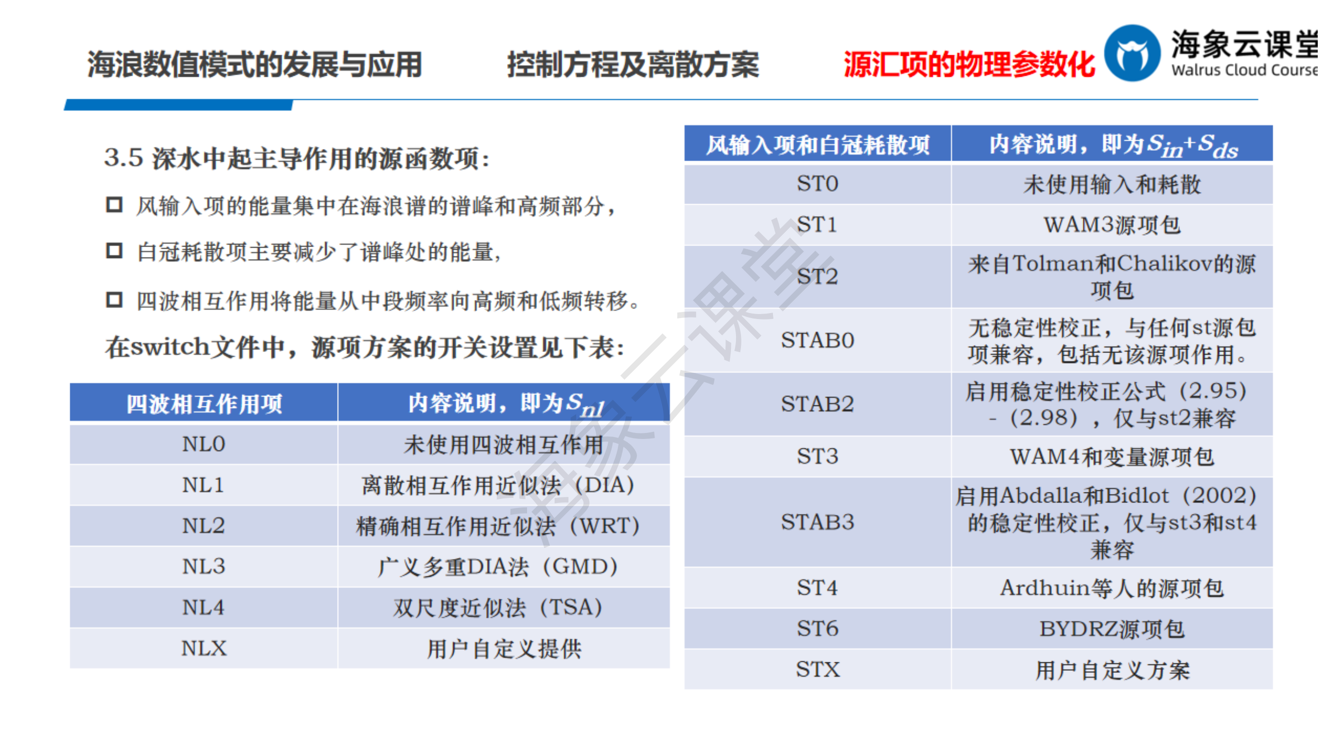 海浪数值模式的发展与应用
控制方程及离散方案
源汇项的物理参数化
海象云课堂
Walrus Cloud Course
3.5 深水中起主导作用的源函数项：
风输入项的能量集中在海浪谱的谱峰和高频部分，
白冠耗散项主要减少了谱峰处的能量,
四波相互作用将能量从中段频率向高频和低频转移。
在switch文件中，源项方案的开关设置见下表：
四波相互作用项 内容说明，即为Snl
NL0 未使用四波相互作用
NL1 离散相互作用近似法（DIA）
NL2 精确相互作用近似法（WRT）
NL3 广义多重DIA法（GMD）
NL4 双尺度近似法（TSA）
NLX 用户自定义提供
风输入项和白冠耗散项 内容说明，即为Sin+Sds
ST0 未使用输入和耗散
ST1 WAM3源项包
ST2 来自Tolman和Chalikov的源
项包
STAB0 无稳定性校正，与任何st源包
项兼容，包括无该源项作用。
STAB2 启用稳定性校正公式（2.95）
-（2.98），仅与st2兼容
ST3 WAM4和变量源项包
STAB3 启用Abdalla和Bidlot（2002）
的稳定性校正，仅与st3和st4
兼容
ST4 Ardhuin等人的源项包
ST6 BYDRZ源项包
STX 用户自定义方案
海象云课堂